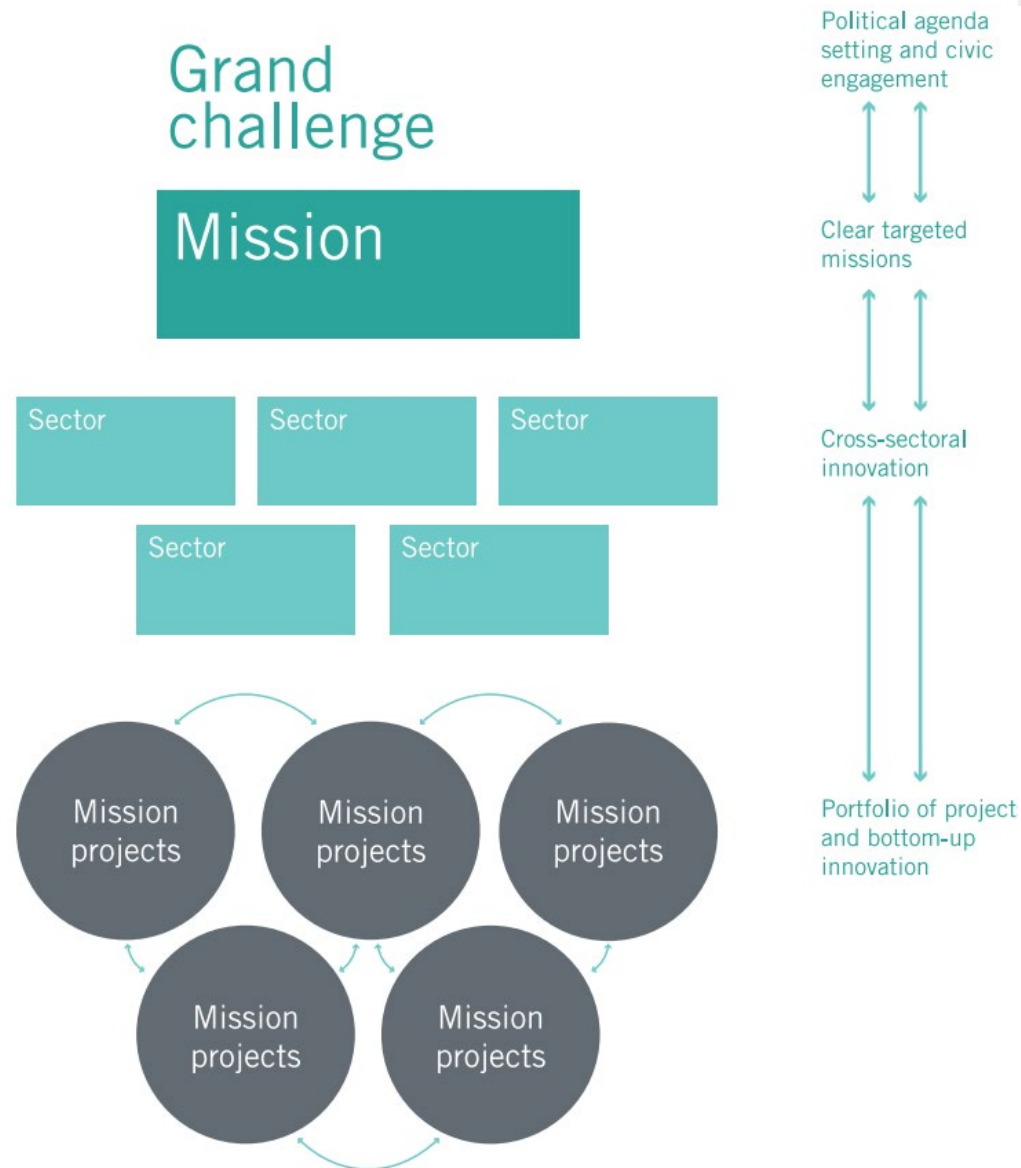 Grand
challenge
Political agenda
setting and civic
engagement
Mission
Clear targeted
missions
Sector
Sector
Sector
Cross-sectoral
innovation
Sector
Sector
Mission
projects
Mission
projects
Mission
projects
Portfolio of project
and bottom-up
innovation
Mission
projects
Mission
projects